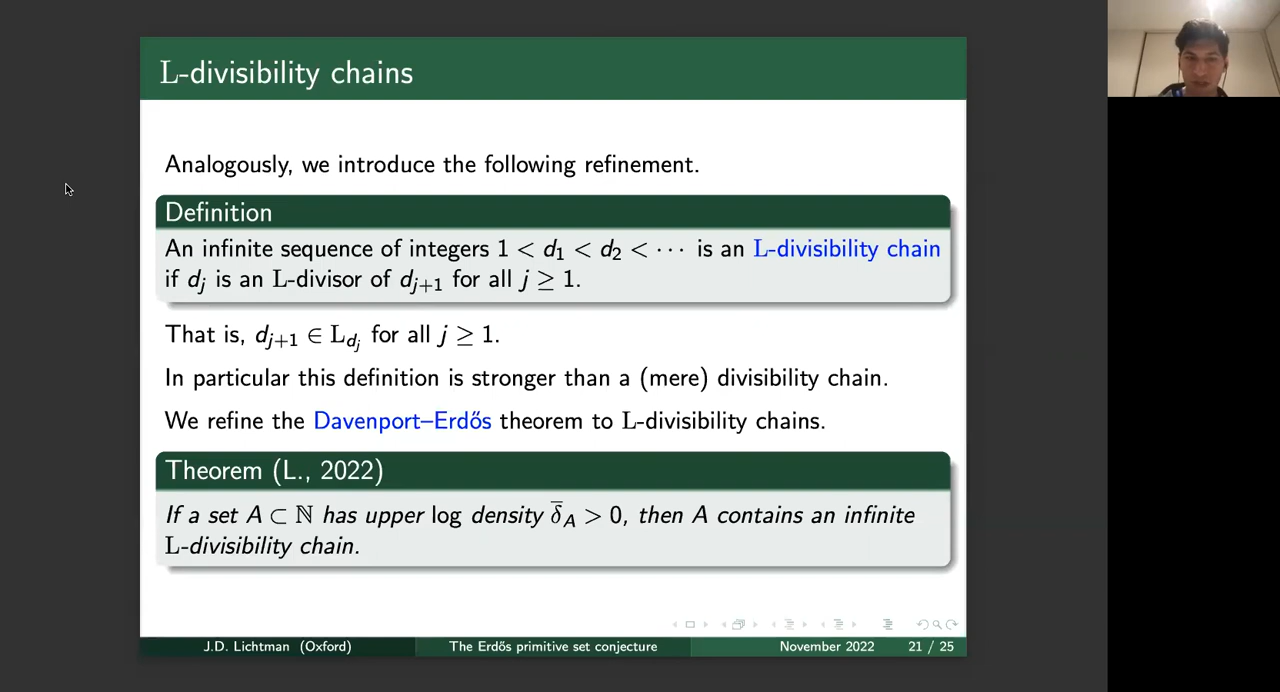 L-divisibility chains
Analogously, we introduce the following refinement.
Definition
An infinite sequence of integers 1 < d₁ < d₂ < ⋯ is an L-divisibility chain
if dⱼ is an L-divisor of dⱼ₊₁ for all j ≥ 1.
That is, dⱼ₊₁ ∈ L_{dⱼ} for all j ≥ 1.
In particular this definition is stronger than a (mere) divisibility chain.
We refine the Davenport–Erdős theorem to L-divisibility chains.
Theorem (L., 2022)
If a set A ⊂ ℕ has upper log density δ̅_A > 0, then A contains an infinite
L-divisibility chain.
J.D. Lichtman (Oxford) The Erdős primitive set conjecture November 2022 21 / 25